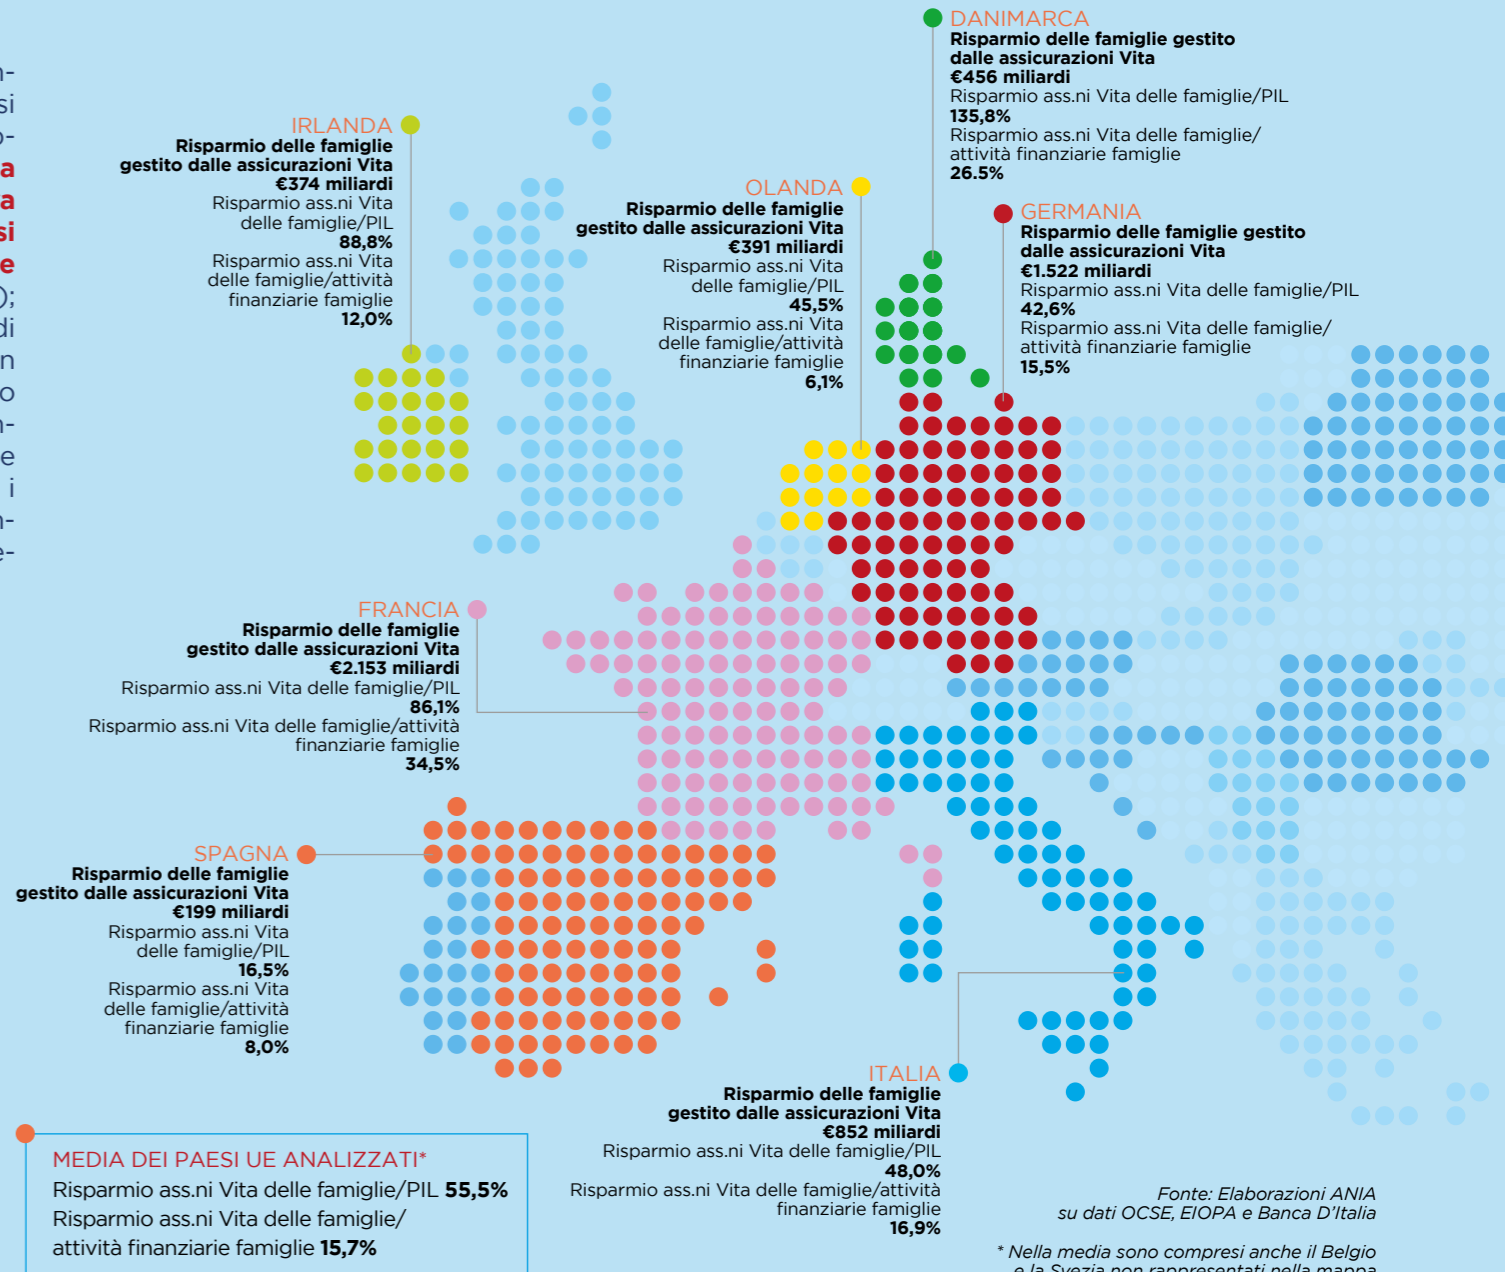 n-
si
o-
a
a
si
e
);
di
n
o
n-
e
i
n-
e-
DANIMARCA
Risparmio delle famiglie gestito
dalle assicurazioni Vita
€456 miliardi
Risparmio ass.ni Vita delle famiglie/PIL
135,8%
Risparmio ass.ni Vita delle famiglie/
attività finanziarie famiglie
26.5%
IRLANDA
Risparmio delle famiglie
gestito dalle assicurazioni Vita
€374 miliardi
Risparmio ass.ni Vita
delle famiglie/PIL
88,8%
Risparmio ass.ni Vita
delle famiglie/attività
finanziarie famiglie
12,0%
OLANDA
Risparmio delle famiglie
gestito dalle assicurazioni Vita
€391 miliardi
Risparmio ass.ni Vita
delle famiglie/PIL
45,5%
Risparmio ass.ni Vita
delle famiglie/attività
finanziarie famiglie
6,1%
GERMANIA
Risparmio delle famiglie gestito
dalle assicurazioni Vita
€1.522 miliardi
Risparmio ass.ni Vita delle famiglie/PIL
42,6%
Risparmio ass.ni Vita delle famiglie/
attività finanziarie famiglie
15,5%
FRANCIA
Risparmio delle famiglie
gestito dalle assicurazioni Vita
€2.153 miliardi
Risparmio ass.ni Vita delle famiglie/PIL
86,1%
Risparmio ass.ni Vita delle famiglie/attività
finanziarie famiglie
34,5%
SPAGNA
Risparmio delle famiglie
gestito dalle assicurazioni Vita
€199 miliardi
Risparmio ass.ni Vita
delle famiglie/PIL
16,5%
Risparmio ass.ni Vita
delle famiglie/attività
finanziarie famiglie
8,0%
ITALIA
Risparmio delle famiglie
gestito dalle assicurazioni Vita
€852 miliardi
Risparmio ass.ni Vita delle famiglie/PIL
48,0%
Risparmio ass.ni Vita delle famiglie/attività
finanziarie famiglie
16,9%
MEDIA DEI PAESI UE ANALIZZATI*
Risparmio ass.ni Vita delle famiglie/PIL 55,5%
Risparmio ass.ni Vita delle famiglie/
attività finanziarie famiglie 15,7%
Fonte: Elaborazioni ANIA
su dati OCSE, EIOPA e Banca D'Italia
* Nella media sono compresi anche il Belgio
e la Svezia non rappresentati nella mappa